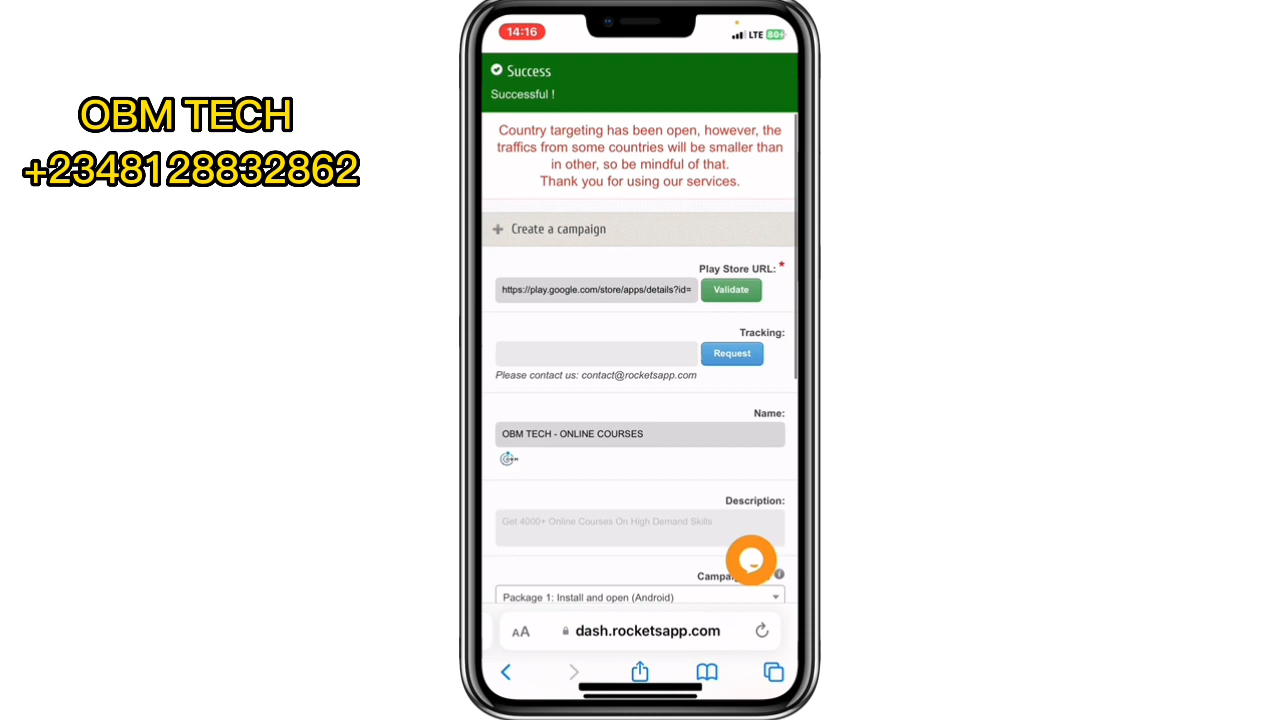 OBM TECH
+2348128832862
14:16
LTE 80+
Success
Successful !
Country targeting has been open, however, the
traffics from some countries will be smaller than
in other, so be mindful of that.
Thank you for using our services.
+ Create a campaign
Play Store URL: *
https://play.google.com/store/apps/details?id= Validate
Tracking:
Request
Please contact us: contact@rocketsapp.com
Name:
OBM TECH - ONLINE COURSES
Description:
Get 4000+ Online Courses On High Demand Skills
Package 1: Install and open (Android)
AA dash.rocketsapp.com